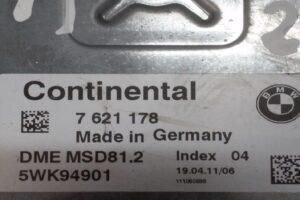 Continental
7 621 178
Made in Germany
DME MSD81.2 Index 04
5WK94901 19.04.11/06